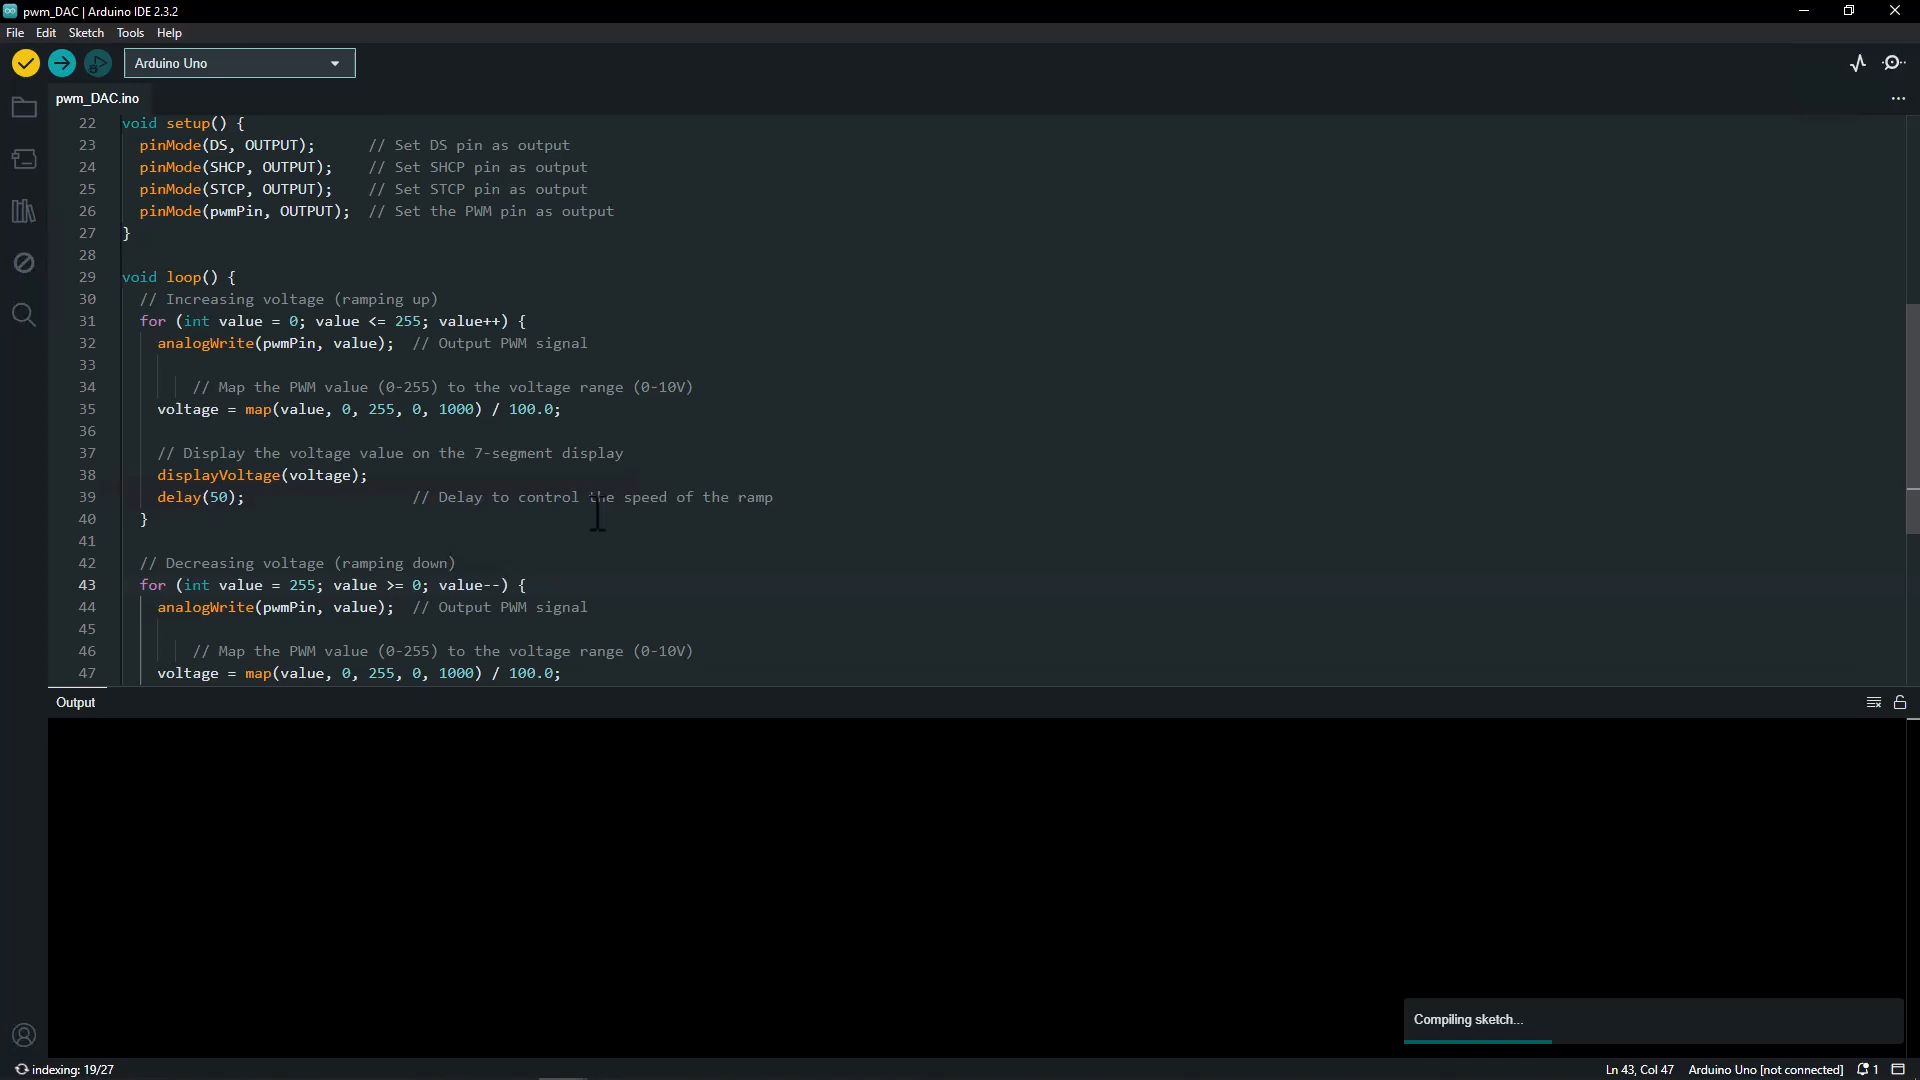 pwm_DAC | Arduino IDE 2.3.2
File Edit Sketch Tools Help
Arduino Uno
pwm_DAC.ino
22 void setup() {
23 pinMode(DS, OUTPUT); // Set DS pin as output
24 pinMode(SHCP, OUTPUT); // Set SHCP pin as output
25 pinMode(STCP, OUTPUT); // Set STCP pin as output
26 pinMode(pwmPin, OUTPUT); // Set the PWM pin as output
27 }
28
29 void loop() {
30 // Increasing voltage (ramping up)
31 for (int value = 0; value <= 255; value++) {
32 analogWrite(pwmPin, value); // Output PWM signal
33
34 // Map the PWM value (0-255) to the voltage range (0-10V)
35 voltage = map(value, 0, 255, 0, 1000) / 100.0;
36
37 // Display the voltage value on the 7-segment display
38 displayVoltage(voltage);
39 delay(50); // Delay to control the speed of the ramp
40 }
41
42 // Decreasing voltage (ramping down)
43 for (int value = 255; value >= 0; value--) {
44 analogWrite(pwmPin, value); // Output PWM signal
45
46 // Map the PWM value (0-255) to the voltage range (0-10V)
47 voltage = map(value, 0, 255, 0, 1000) / 100.0;
Output
Compiling sketch...
indexing: 19/27 Ln 43, Col 47 Arduino Uno [not connected] 1